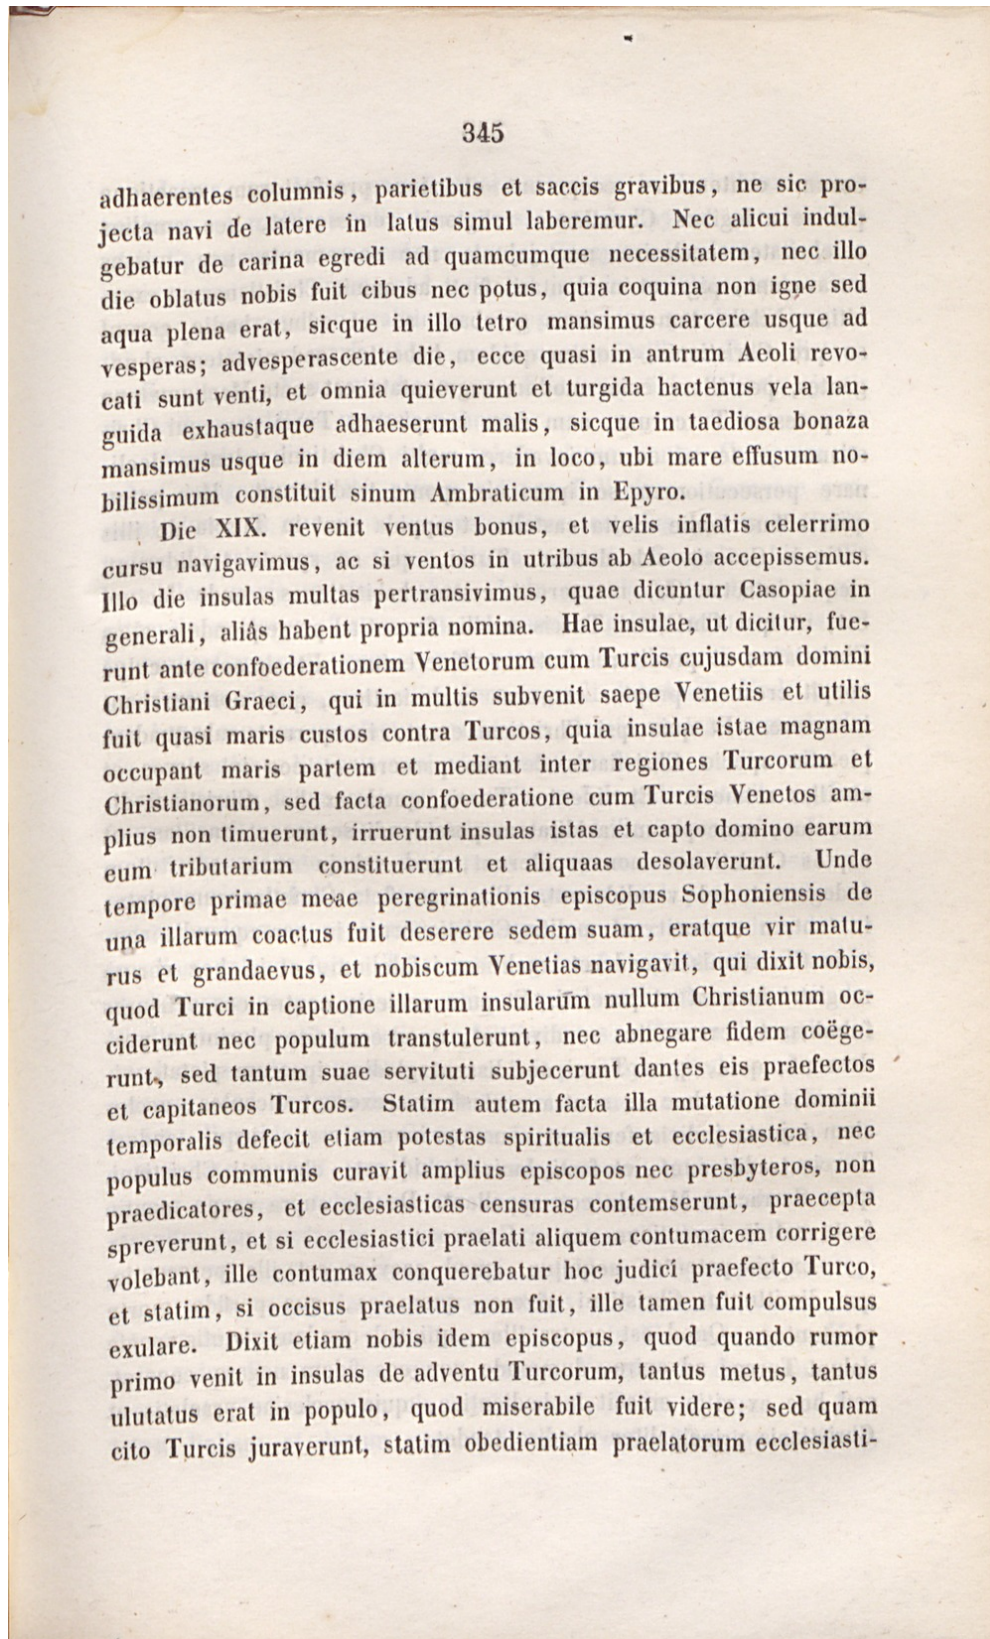 345
adhaerentes columnis, parietibus et saccis gravibus, ne sic pro-
jecta navi de latere in latus simul laberemur. Nec alicui indul-
gebatur de carina egredi ad quamcumque necessitatem, nec illo
die oblatus nobis fuit cibus nec potus, quia coquina non igne sed
aqua plena erat, sicque in illo tetro mansimus carcere usque ad
vesperas; advesperascente die, ecce quasi in antrum Aeoli revo-
cati sunt venti, et omnia quieverunt et turgida hactenus vela lan-
guida exhaustaque adhaeserunt malis, sicque in taediosa bonaza
mansimus usque in diem alterum, in loco, ubi mare effusum no-
bilissimum constituit sinum Ambraticum in Epyro.
Die XIX. revenit ventus bonus, et velis inflatis celerrimo
cursu navigavimus, ac si ventos in utribus ab Aeolo accepissemus.
Illo die insulas multas pertransivimus, quae dicuntur Casopiae in
generali, aliâs habent propria nomina. Hae insulae, ut dicitur, fue-
runt ante confoederationem Venetorum cum Turcis cujusdam domini
Christiani Graeci, qui in multis subvenit saepe Venetiis et utilis
fuit quasi maris custos contra Turcos, quia insulae istae magnam
occupant maris partem et mediant inter regiones Turcorum et
Christianorum, sed facta confoederatione cum Turcis Venetos am-
plius non timuerunt, irruerunt insulas istas et capto domino earum
eum tributarium constituerunt et aliquaas desolaverunt. Unde
tempore primae meae peregrinationis episcopus Sophoniensis de
una illarum coactus fuit deserere sedem suam, eratque vir matu-
rus et grandaevus, et nobiscum Venetias navigavit, qui dixit nobis,
quod Turci in captione illarum insularum nullum Christianum oc-
ciderunt nec populum transtulerunt, nec abnegare fidem coëge-
runt, sed tantum suae servituti subjecerunt dantes eis praefectos
et capitaneos Turcos. Statim autem facta illa mutatione dominii
temporalis defecit etiam potestas spiritualis et ecclesiastica, nec
populus communis curavit amplius episcopos nec presbyteros, non
praedicatores, et ecclesiasticas censuras contemserunt, praecepta
spreverunt, et si ecclesiastici praelati aliquem contumacem corrigere
volebant, ille contumax conquerebatur hoc judici praefecto Turco,
et statim, si occisus praelatus non fuit, ille tamen fuit compulsus
exulare. Dixit etiam nobis idem episcopus, quod quando rumor
primo venit in insulas de adventu Turcorum, tantus metus, tantus
ululatus erat in populo, quod miserabile fuit videre; sed quam
cito Turcis juraverunt, statim obedientiam praelatorum ecclesiasti-